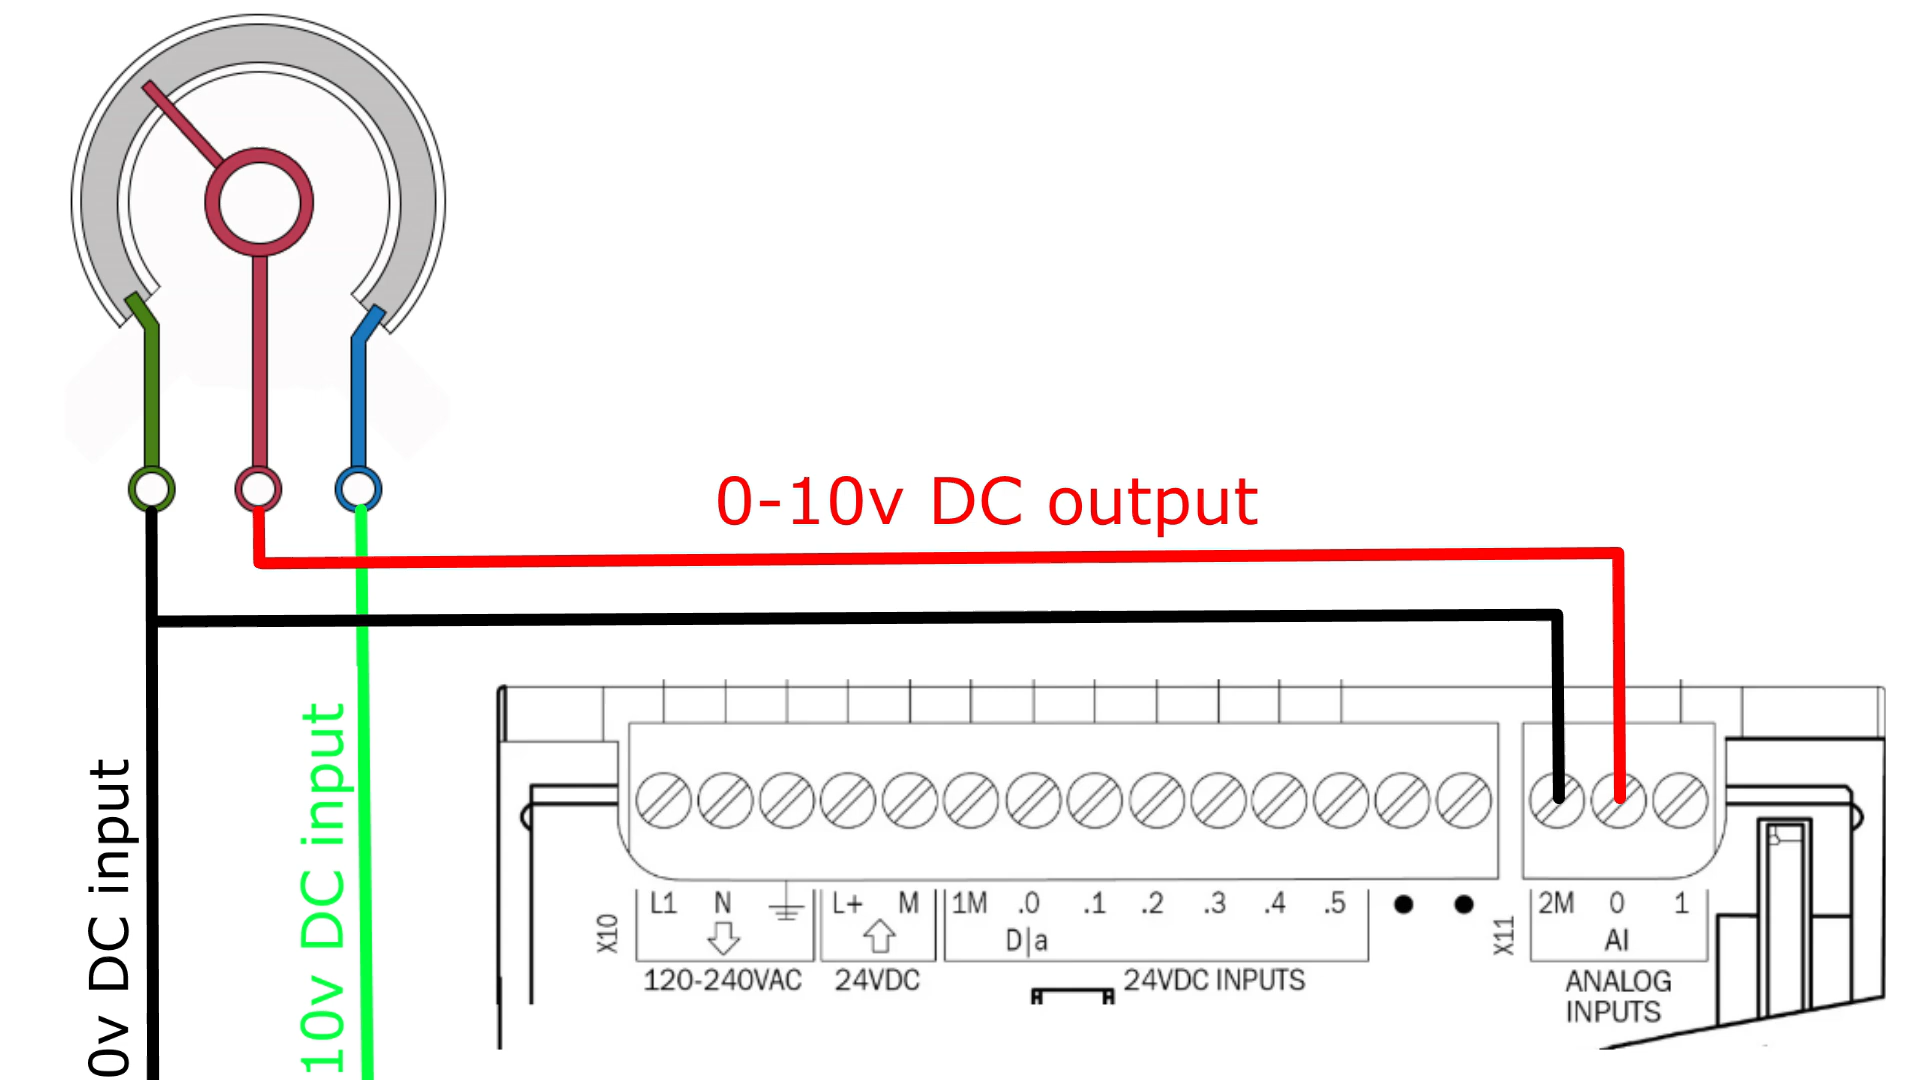 0-10v DC output
0v DC input
10v DC input
X10
L1 N L+ M 1M .0 .1 .2 .3 .4 .5
D|a
120-240VAC 24VDC 24VDC INPUTS
X11
2M 0 1
AI
ANALOG
INPUTS